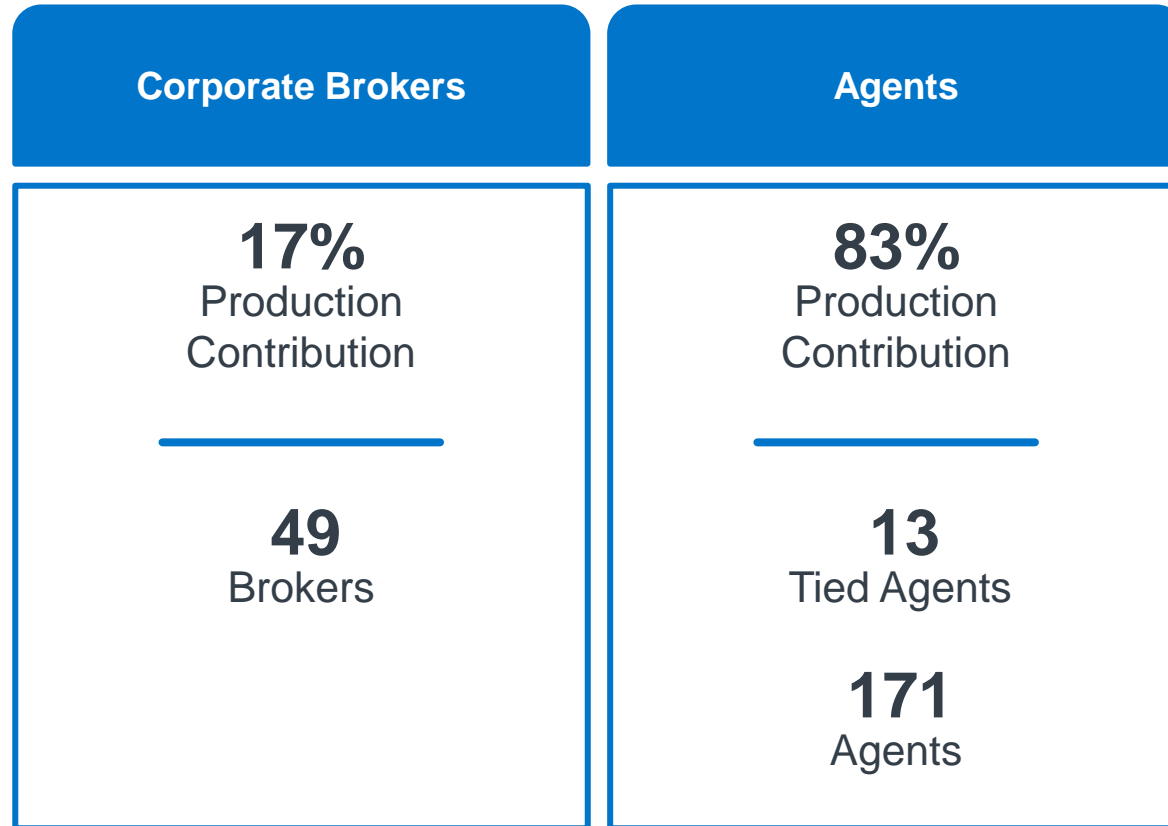 Corporate Brokers
17%
Production
Contribution
49
Brokers
Agents
83%
Production
Contribution
13
Tied Agents
171
Agents